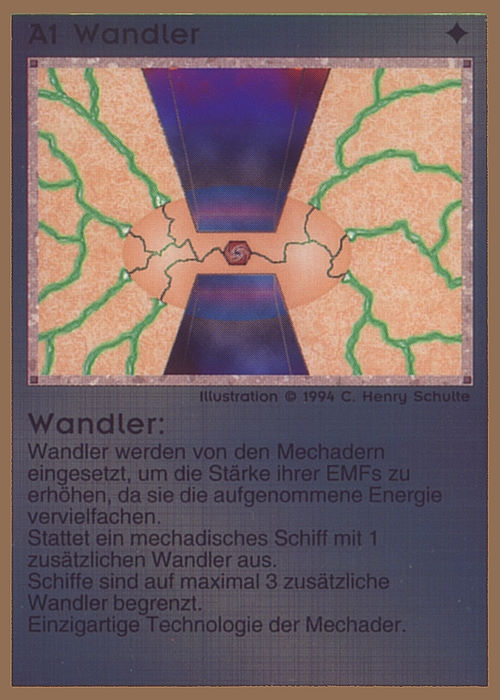 A1 Wandler
Illustration © 1994 C. Henry Schulte
Wandler:
Wandler werden von den Mechadern
eingesetzt, um die Stärke ihrer EMFs zu
erhöhen, da sie die aufgenommene Energie
vervielfachen.
Stattet ein mechadisches Schiff mit 1
zusätzlichen Wandler aus.
Schiffe sind auf maximal 3 zusätzliche
Wandler begrenzt.
Einzigartige Technologie der Mechader.